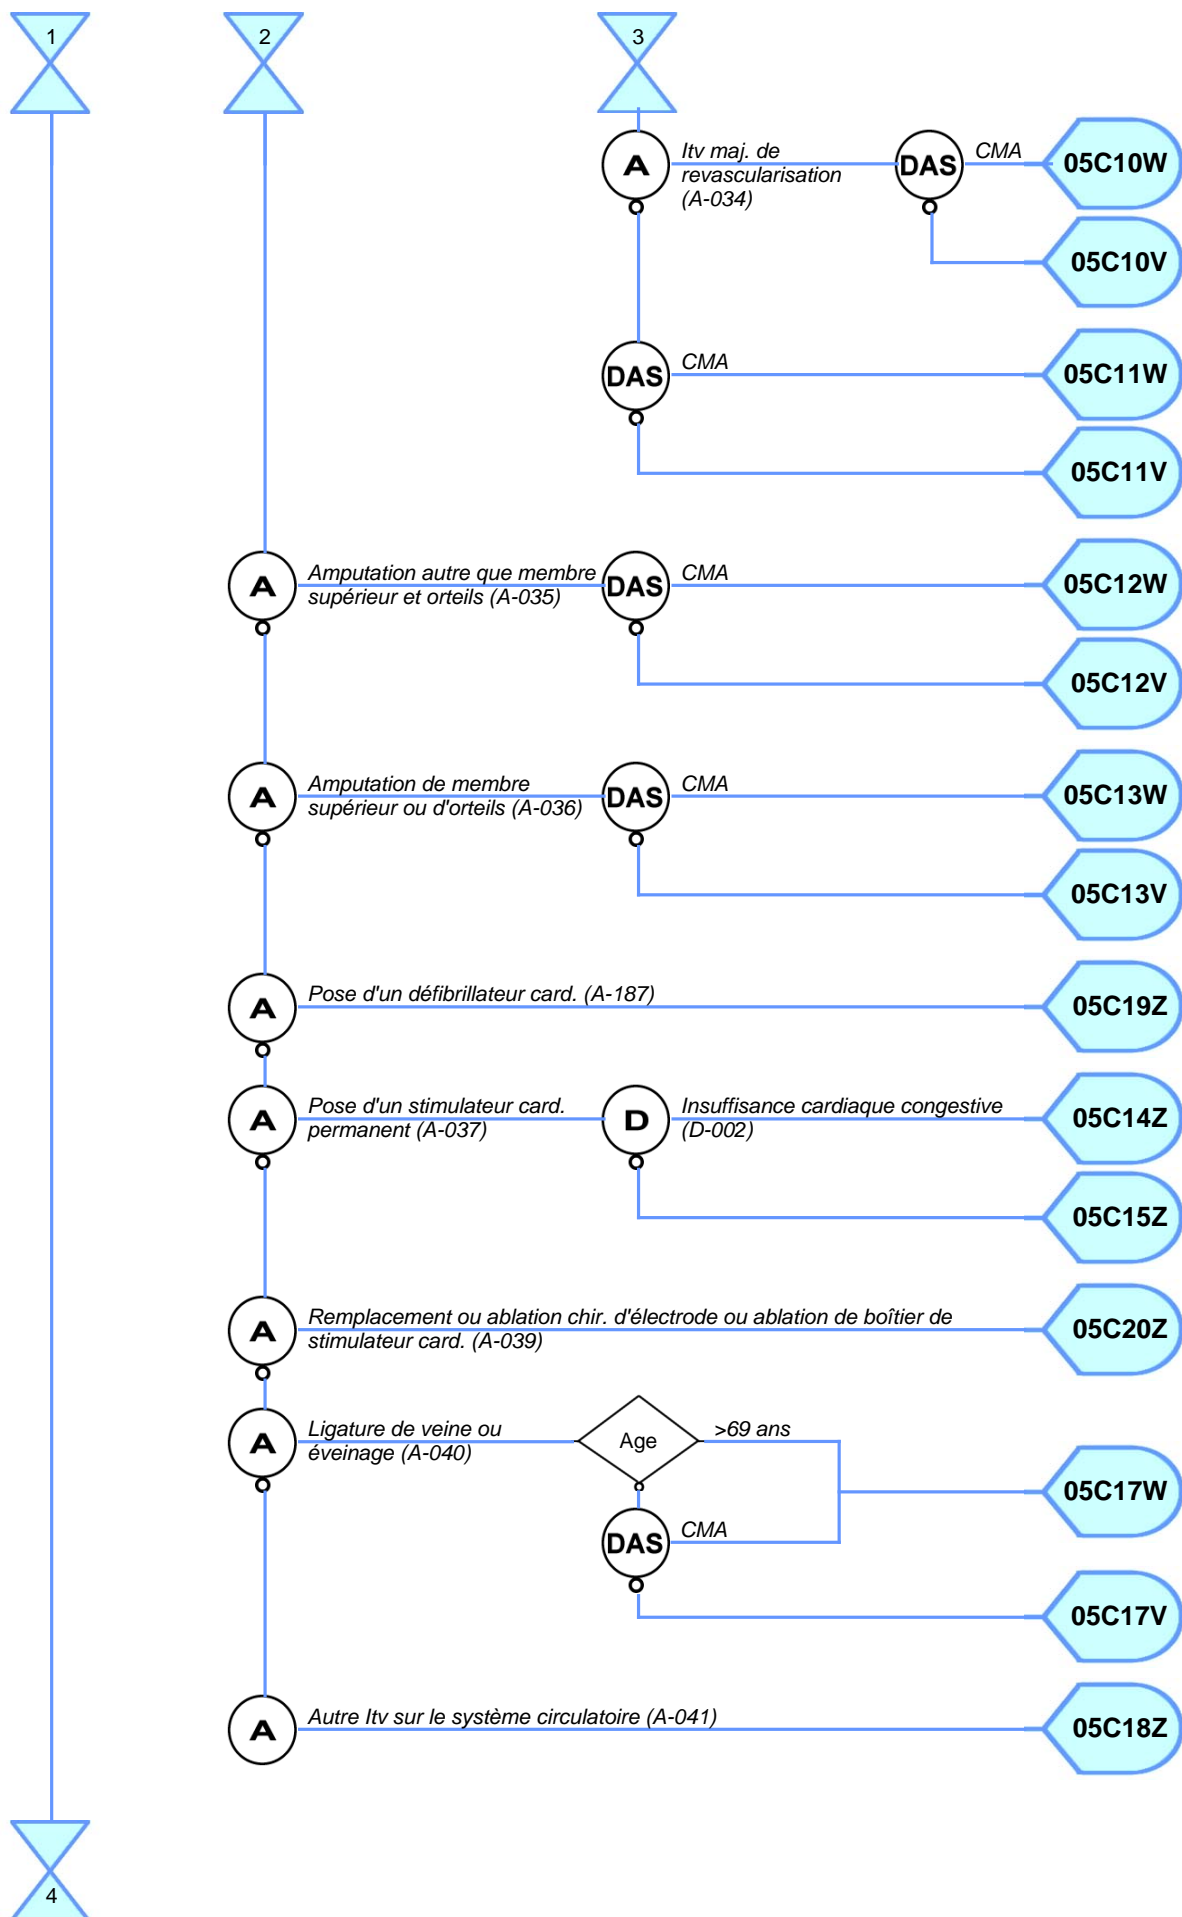 1
2
3
A
Itv maj. de
revascularisation
(A-034)
DAS
CMA
05C10W
05C10V
DAS
CMA
05C11W
05C11V
A
Amputation autre que membre
supérieur et orteils (A-035)
DAS
CMA
05C12W
05C12V
A
Amputation de membre
supérieur ou d'orteils (A-036)
DAS
CMA
05C13W
05C13V
A
Pose d'un défibrillateur card. (A-187)
05C19Z
A
Pose d'un stimulateur card.
permanent (A-037)
D
Insuffisance cardiaque congestive
(D-002)
05C14Z
05C15Z
A
Remplacement ou ablation chir. d'électrode ou ablation de boîtier de
stimulateur card. (A-039)
05C20Z
A
Ligature de veine ou
éveinage (A-040)
Age
>69 ans
05C17W
DAS
CMA
05C17V
A
Autre Itv sur le système circulatoire (A-041)
05C18Z
4